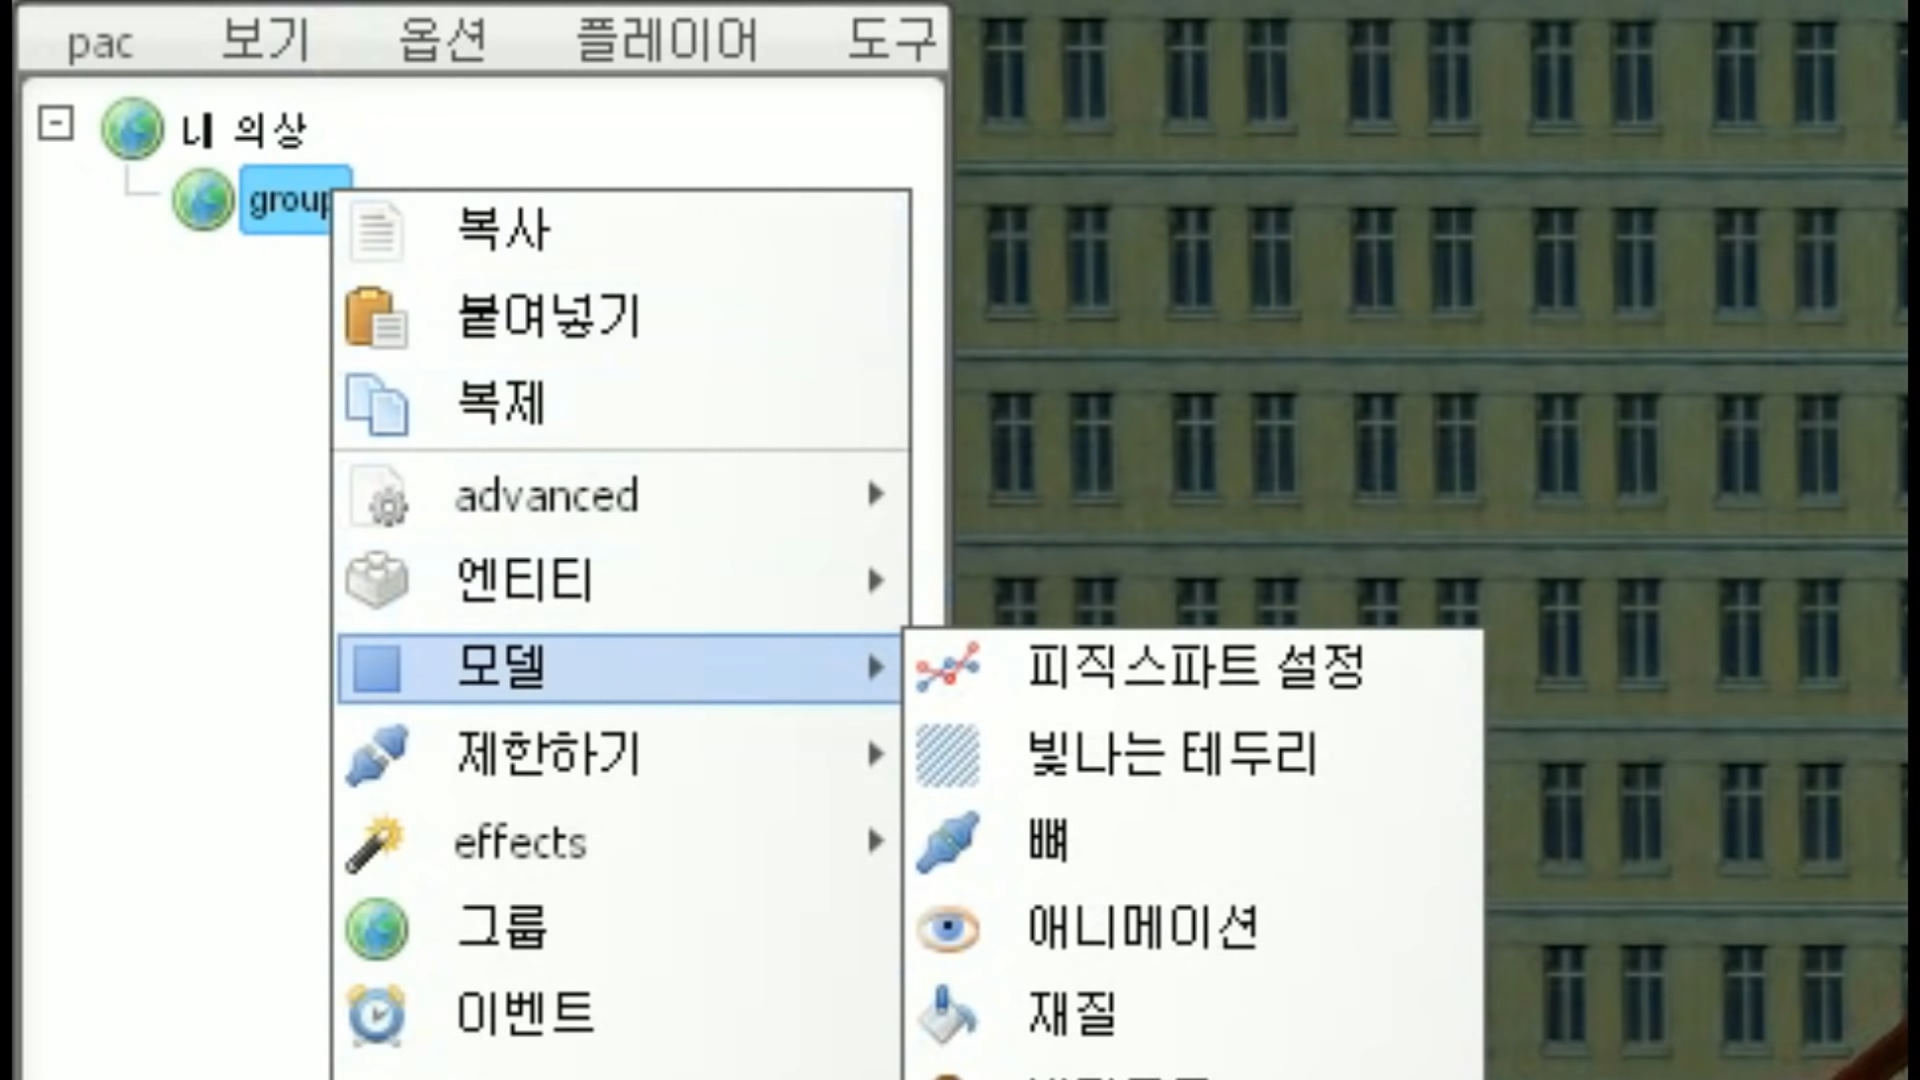 pac 보기 옵션 플레이어 도구
내 의상
group
복사
붙여넣기
복제
advanced
엔티티
모델
제한하기
effects
그룹
이벤트
피직스파트 설정
빛나는 테두리
뼈
애니메이션
재질